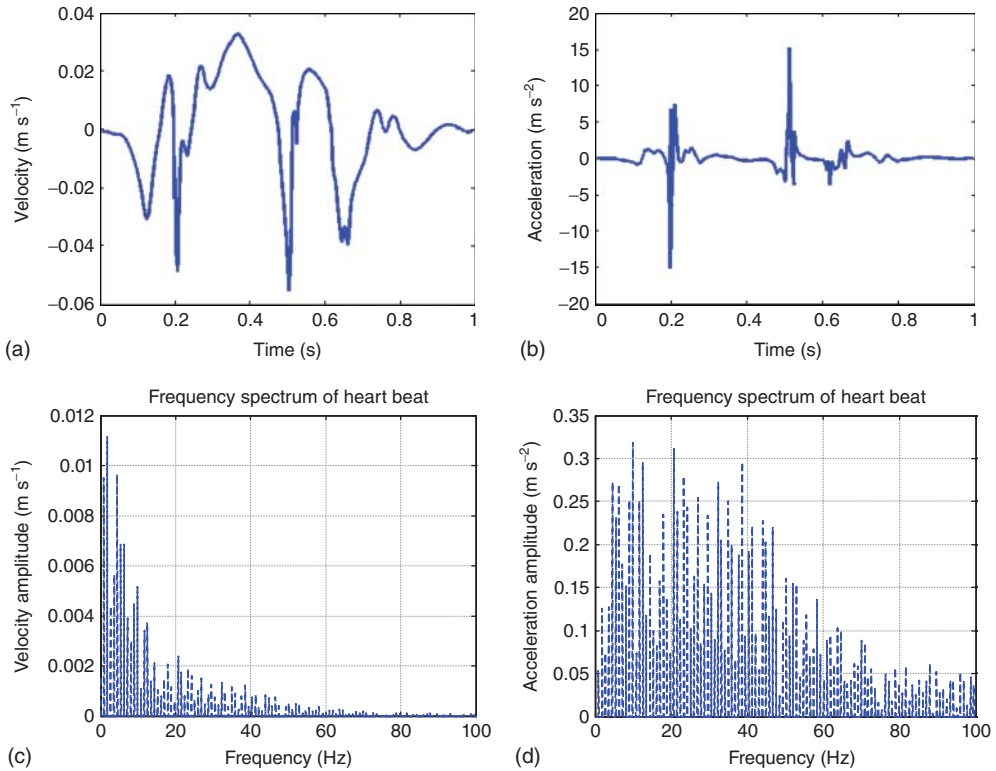 0.04
0.02
0
−0.02
−0.04
−0.06
Velocity (m s−1)
0 0.2 0.4 0.6 0.8 1
Time (s)
(a)
20
15
10
5
0
−5
−10
−15
−20
Acceleration (m s−2)
0 0.2 0.4 0.6 0.8 1
Time (s)
(b)
Frequency spectrum of heart beat
0.012
0.01
0.008
0.006
0.004
0.002
0
Velocity amplitude (m s−1)
0 20 40 60 80 100
Frequency (Hz)
(c)
Frequency spectrum of heart beat
0.35
0.3
0.25
0.2
0.15
0.1
0.05
0
Acceleration amplitude (m s−2)
0 20 40 60 80 100
Frequency (Hz)
(d)